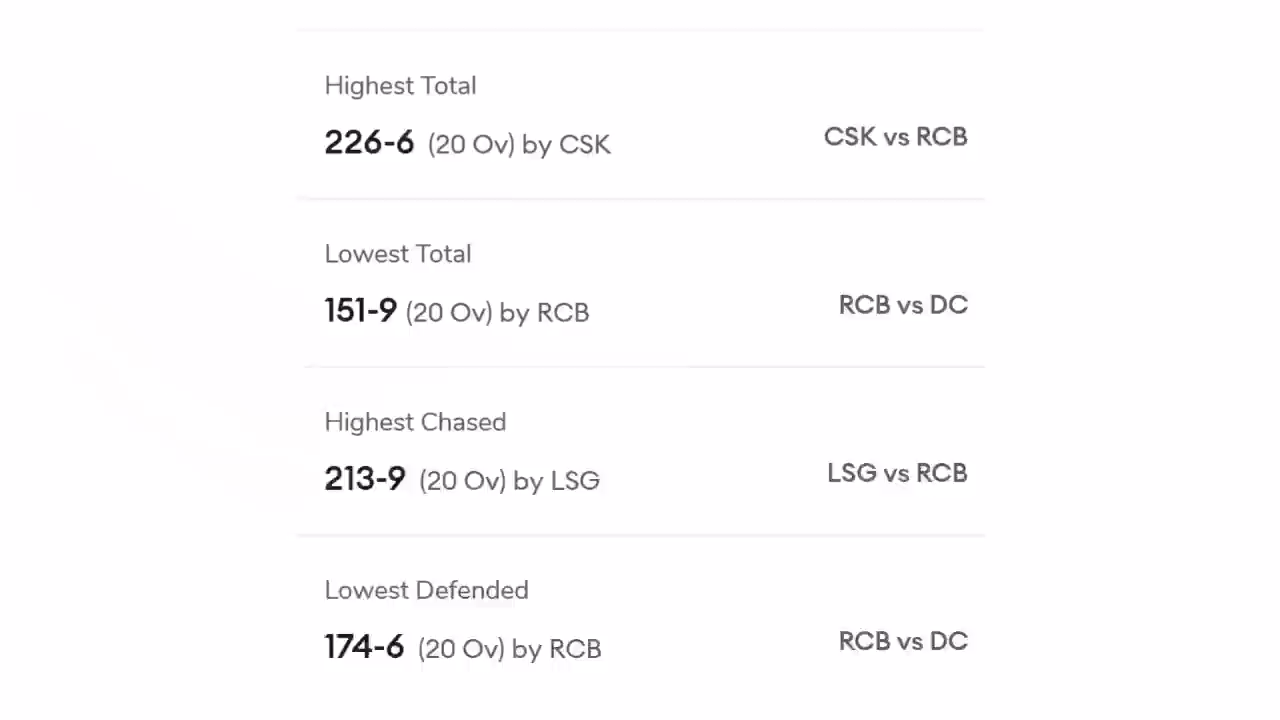 Highest Total
226-6 (20 Ov) by CSK CSK vs RCB
Lowest Total
151-9 (20 Ov) by RCB RCB vs DC
Highest Chased
213-9 (20 Ov) by LSG LSG vs RCB
Lowest Defended
174-6 (20 Ov) by RCB RCB vs DC